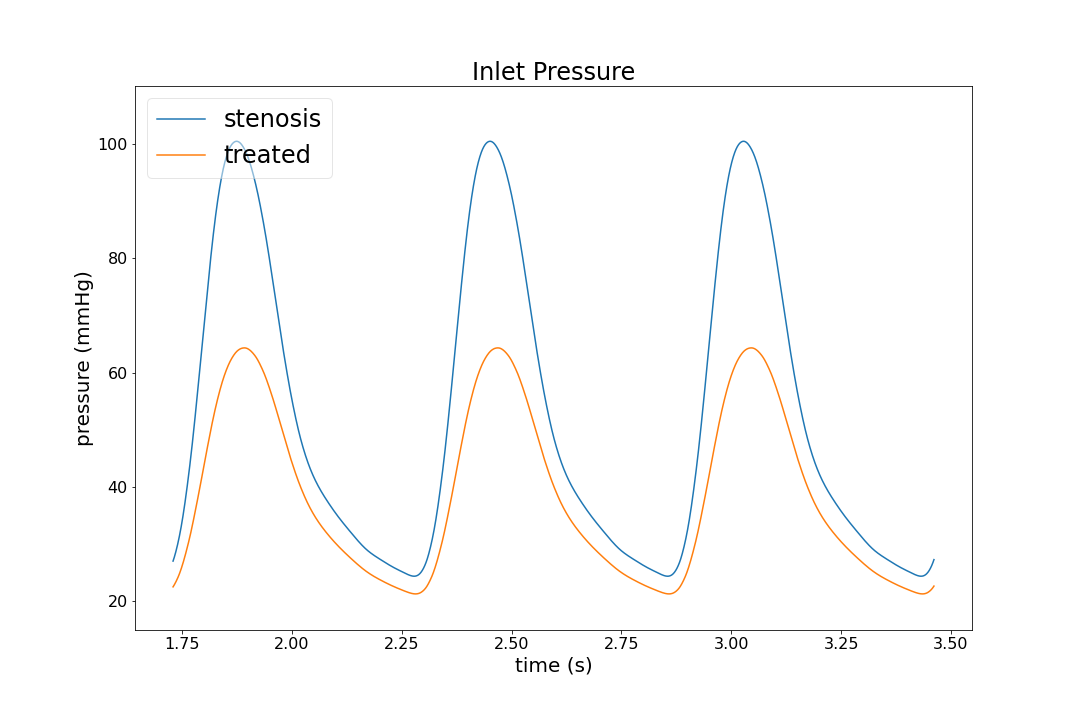 Inlet Pressure
stenosis
treated
pressure (mmHg)
100
80
60
40
20
1.75 2.00 2.25 2.50 2.75 3.00 3.25 3.50
time (s)